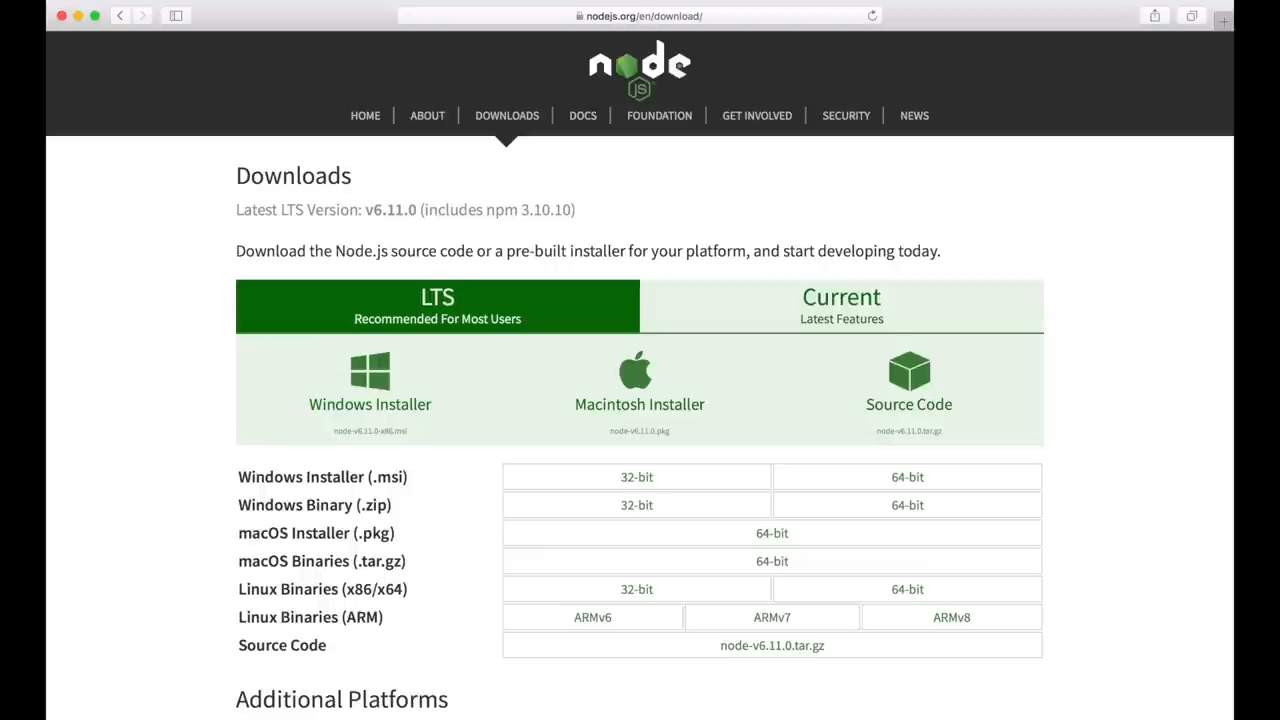 nodejs.org/en/download/
node
JS
HOME ABOUT DOWNLOADS DOCS FOUNDATION GET INVOLVED SECURITY NEWS
Downloads
Latest LTS Version: v6.11.0 (includes npm 3.10.10)
Download the Node.js source code or a pre-built installer for your platform, and start developing today.
LTS Current
Recommended For Most Users Latest Features
Windows Installer Macintosh Installer Source Code
node-v6.11.0-x86.msi node-v6.11.0.pkg node-v6.11.0.tar.gz
Windows Installer (.msi) 32-bit 64-bit
Windows Binary (.zip) 32-bit 64-bit
macOS Installer (.pkg) 64-bit
macOS Binaries (.tar.gz) 64-bit
Linux Binaries (x86/x64) 32-bit 64-bit
Linux Binaries (ARM) ARMv6 ARMv7 ARMv8
Source Code node-v6.11.0.tar.gz
Additional Platforms